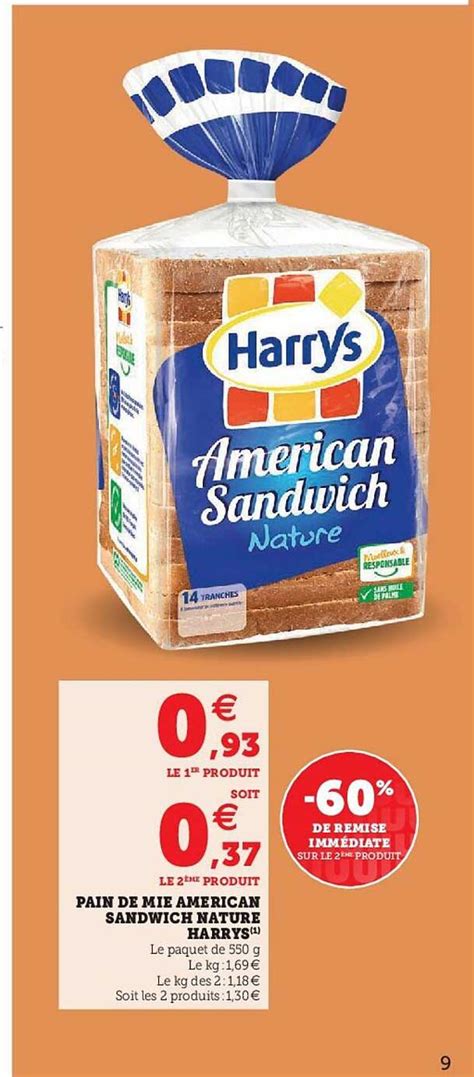 Harrys
American
Sandwich
Nature
14 TRANCHES
Moelleux &
RESPONSABLE
SANS HUILE
DE PALME
0€,93
LE 1ER PRODUIT
SOIT
0€,37
LE 2ÈME PRODUIT
-60%
DE REMISE
IMMÉDIATE
SUR LE 2ÈME PRODUIT
PAIN DE MIE AMERICAN
SANDWICH NATURE
HARRYS(1)
Le paquet de 550 g
Le kg :1,69 €
Le kg des 2 : 1,18 €
Soit les 2 produits : 1,30 €
9